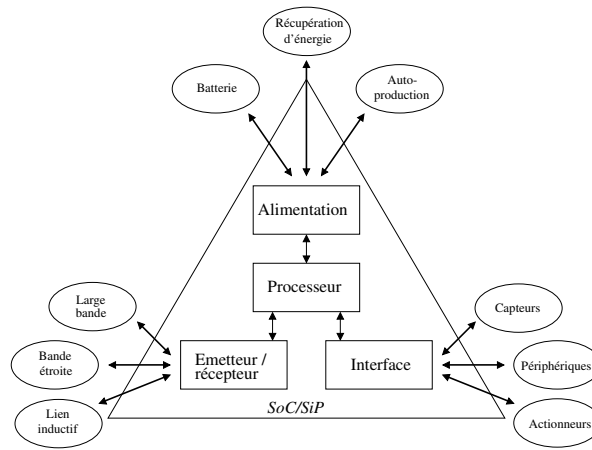 Récupération
d'énergie
Batterie
Auto-
production
Alimentation
Processeur
Large
bande
Capteurs
Bande
étroite
Emetteur /
récepteur
Interface
Périphériques
Lien
inductif
SoC/SiP
Actionneurs